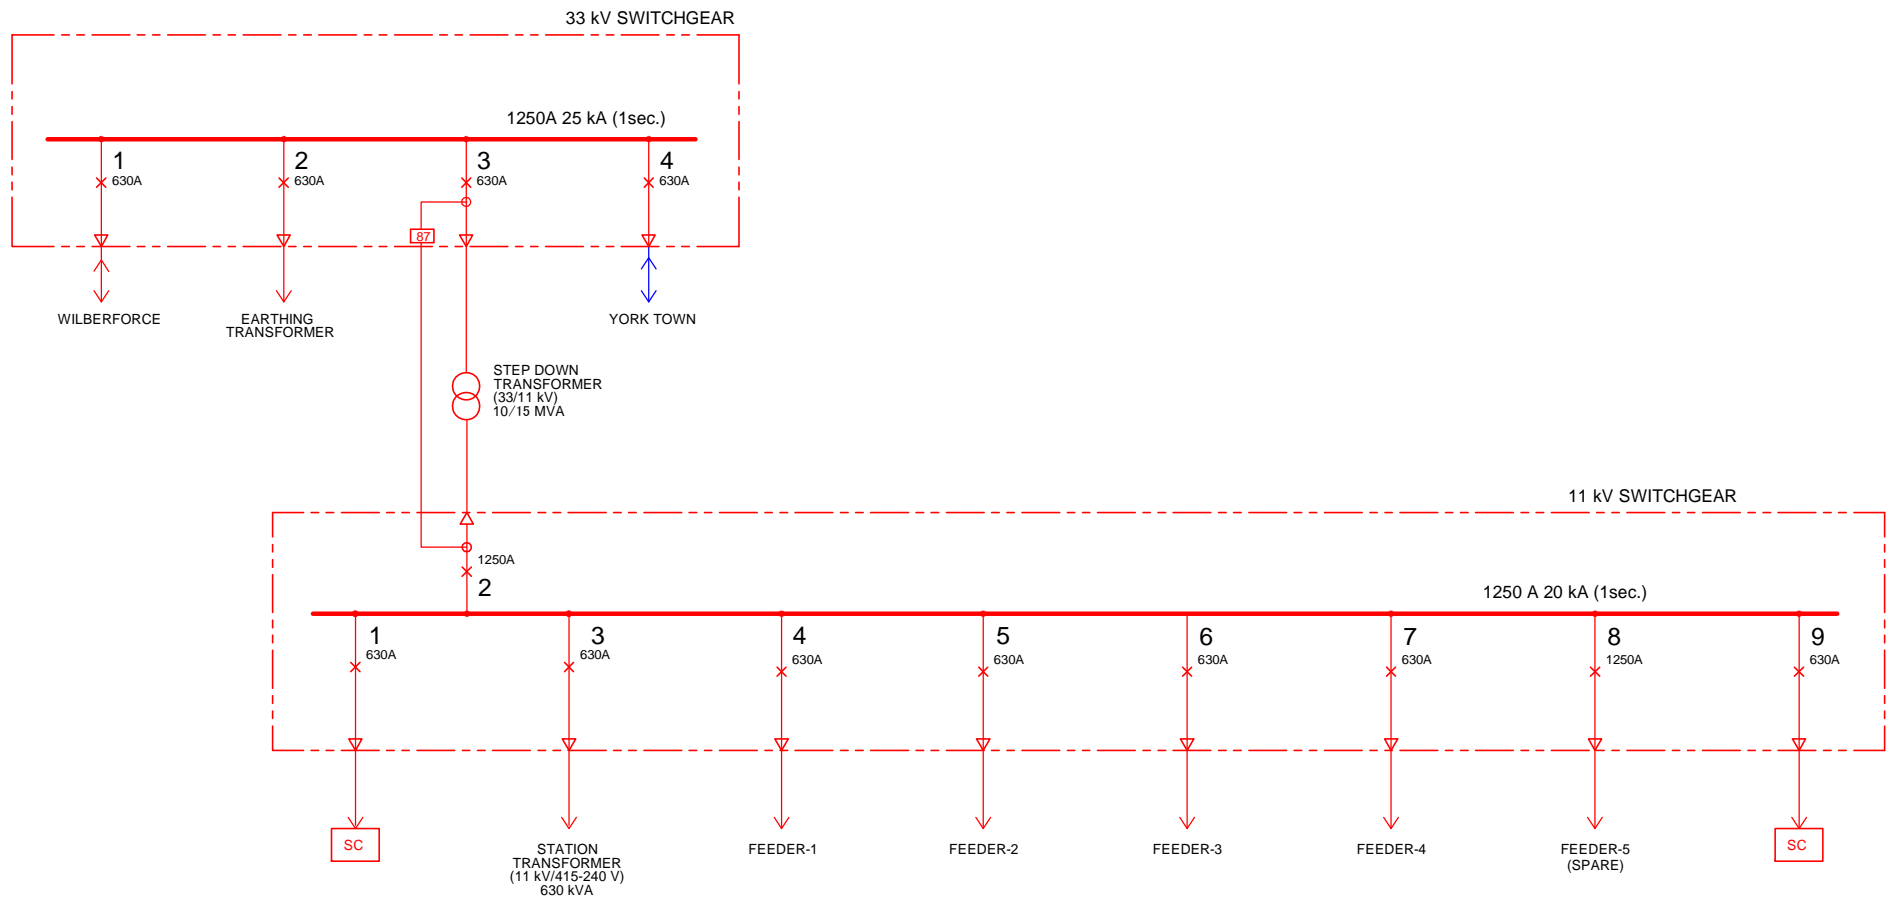 33 kV SWITCHGEAR
1250A 25 kA (1sec.)
1
630A
2
630A
3
630A
4
630A
87
WILBERFORCE
EARTHING
TRANSFORMER
YORK TOWN
STEP DOWN
TRANSFORMER
(33/11 kV)
10/15 MVA
11 kV SWITCHGEAR
1250A
2
1250 A 20 kA (1sec.)
1
630A
3
630A
4
630A
5
630A
6
630A
7
630A
8
1250A
9
630A
SC
STATION
TRANSFORMER
(11 kV/415-240 V)
630 kVA
FEEDER-1
FEEDER-2
FEEDER-3
FEEDER-4
FEEDER-5
(SPARE)
SC